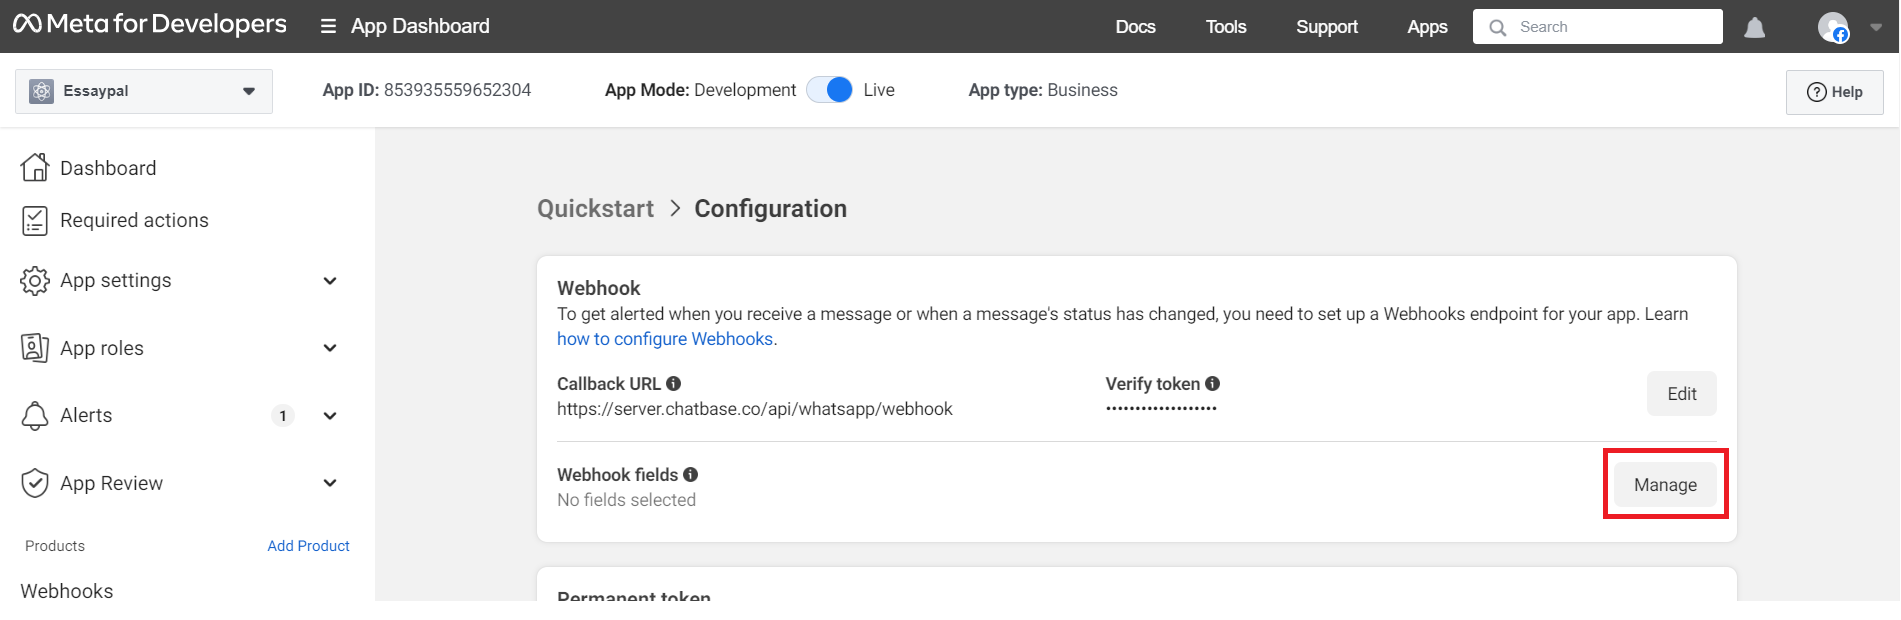 Meta for Developers
App Dashboard
Docs
Tools
Support
Apps
Search
Essaypal
App ID: 853935559652304
App Mode: Development
Live
App type: Business
Help
Dashboard
Required actions
App settings
App roles
Alerts
1
App Review
Products
Add Product
Webhooks
Quickstart > Configuration
Webhook
To get alerted when you receive a message or when a message's status has changed, you need to set up a Webhooks endpoint for your app. Learn
how to configure Webhooks.
Callback URL
https://server.chatbase.co/api/whatsapp/webhook
Verify token
•••••••••••••••••••
Edit
Webhook fields
No fields selected
Manage
Permanent token